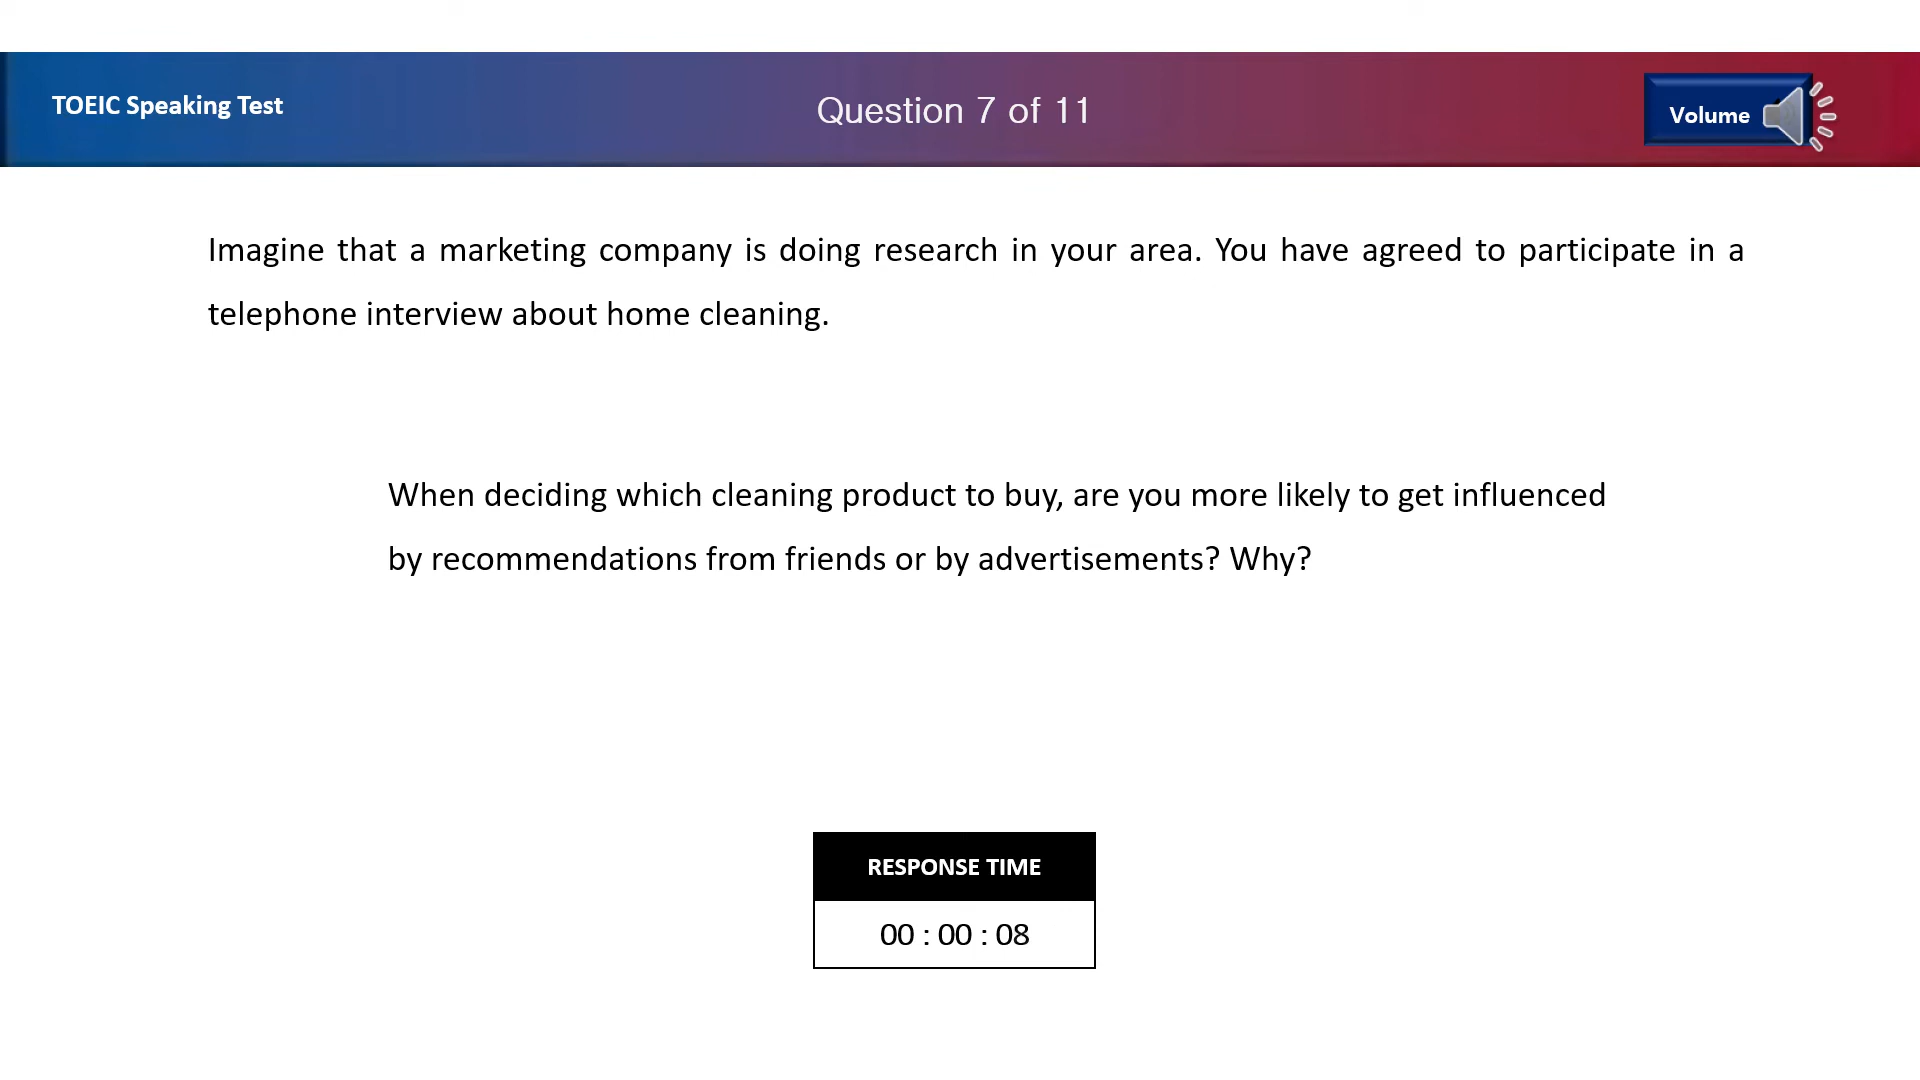 TOEIC Speaking Test
Question 7 of 11
Volume
Imagine that a marketing company is doing research in your area. You have agreed to participate in a
telephone interview about home cleaning.
When deciding which cleaning product to buy, are you more likely to get influenced
by recommendations from friends or by advertisements? Why?
RESPONSE TIME
00 : 00 : 08